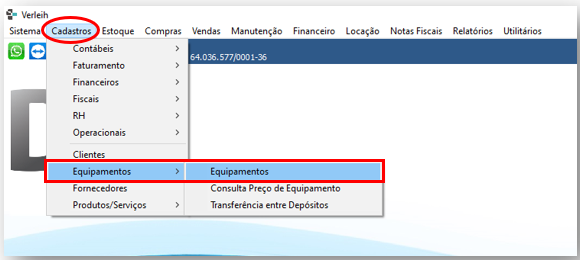 Verleih
Sistema Cadastros Estoque Compras Vendas Manutenção Financeiro Locação Notas Fiscais Relatórios Utilitários
Contábeis
64.036.577/0001-36
Faturamento
Financeiros
Fiscais
RH
Operacionais
Clientes
Equipamentos Equipamentos
Fornecedores Consulta Preço de Equipamento
Produtos/Serviços Transferência entre Depósitos